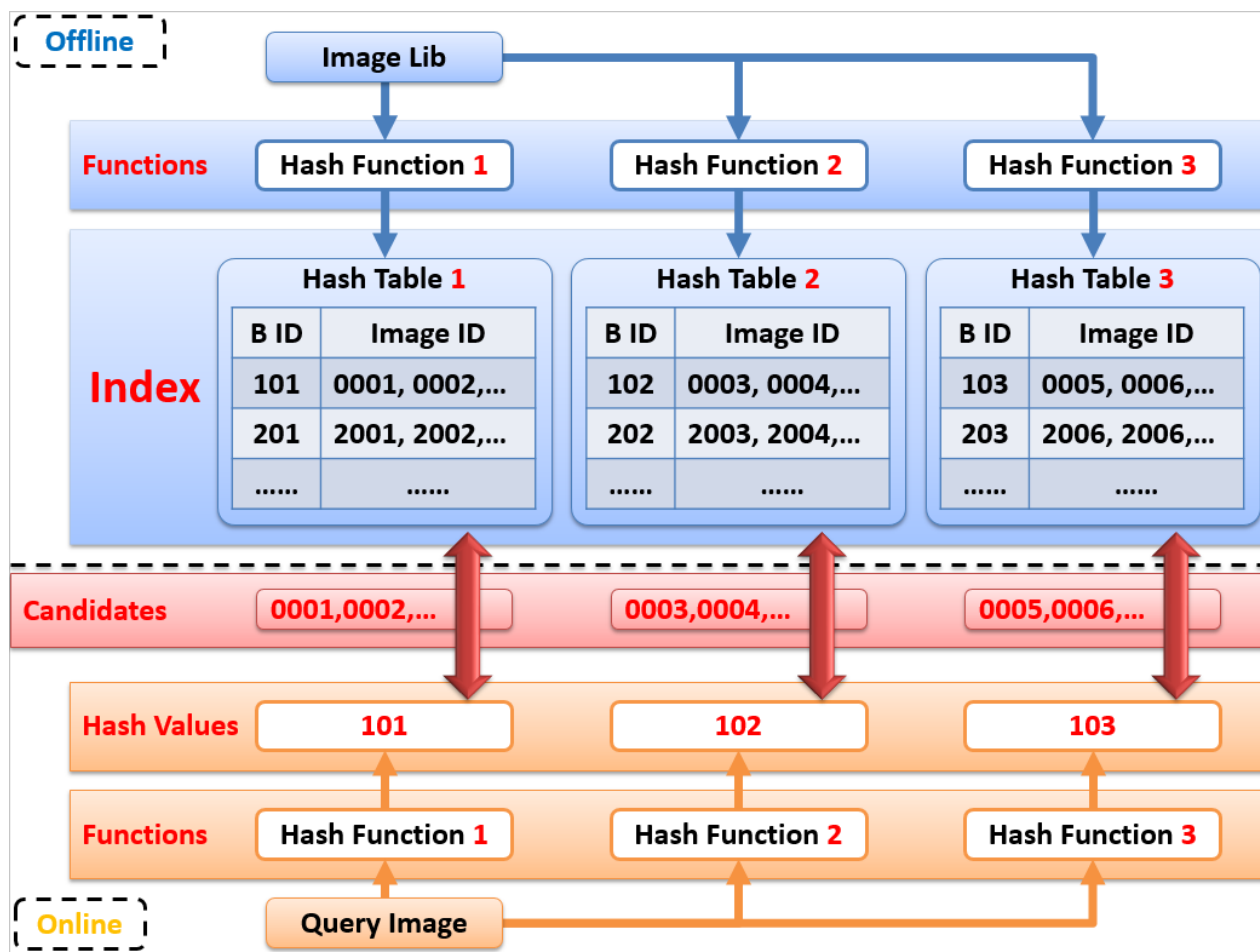 Offline
Image Lib
Functions
Hash Function 1
Hash Function 2
Hash Function 3
Index
Hash Table 1
B ID Image ID
101 0001, 0002,...
201 2001, 2002,...
...... ......
Hash Table 2
B ID Image ID
102 0003, 0004,...
202 2003, 2004,...
...... ......
Hash Table 3
B ID Image ID
103 0005, 0006,...
203 2006, 2006,...
...... ......
Candidates
0001,0002,...
0003,0004,...
0005,0006,...
Hash Values
101
102
103
Functions
Hash Function 1
Hash Function 2
Hash Function 3
Online
Query Image